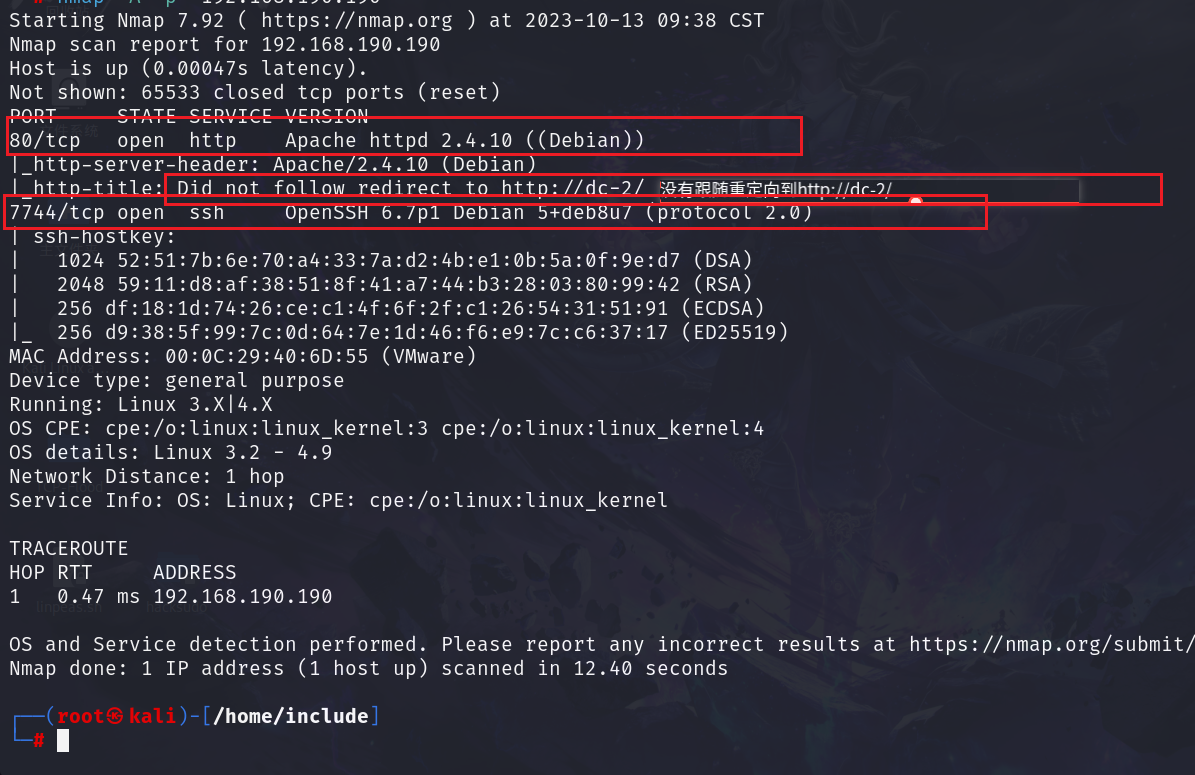 Starting Nmap 7.92 ( https://nmap.org ) at 2023-10-13 09:38 CST
Nmap scan report for 192.168.190.190
Host is up (0.00047s latency).
Not shown: 65533 closed tcp ports (reset)
PORT     STATE SERVICE VERSION
80/tcp   open  http    Apache httpd 2.4.10 ((Debian))
|_http-server-header: Apache/2.4.10 (Debian)
|_http-title: Did not follow redirect to http://dc-2/ 没有跟随重定向到http://dc-2/
7744/tcp open  ssh     OpenSSH 6.7p1 Debian 5+deb8u7 (protocol 2.0)
| ssh-hostkey:
|   1024 52:51:7b:6e:70:a4:33:7a:d2:4b:e1:0b:5a:0f:9e:d7 (DSA)
|   2048 59:11:d8:af:38:51:8f:41:a7:44:b3:28:03:80:99:42 (RSA)
|   256 df:18:1d:74:26:ce:c1:4f:6f:2f:c1:26:54:31:51:91 (ECDSA)
|_  256 d9:38:5f:99:7c:0d:64:7e:1d:46:f6:e9:7c:c6:37:17 (ED25519)
MAC Address: 00:0C:29:40:6D:55 (VMware)
Device type: general purpose
Running: Linux 3.X|4.X
OS CPE: cpe:/o:linux:linux_kernel:3 cpe:/o:linux:linux_kernel:4
OS details: Linux 3.2 - 4.9
Network Distance: 1 hop
Service Info: OS: Linux; CPE: cpe:/o:linux:linux_kernel
TRACEROUTE
HOP RTT     ADDRESS
1   0.47 ms 192.168.190.190
OS and Service detection performed. Please report any incorrect results at https://nmap.org/submit/
Nmap done: 1 IP address (1 host up) scanned in 12.40 seconds
┌──(root㉿kali)-[/home/include]
└─#